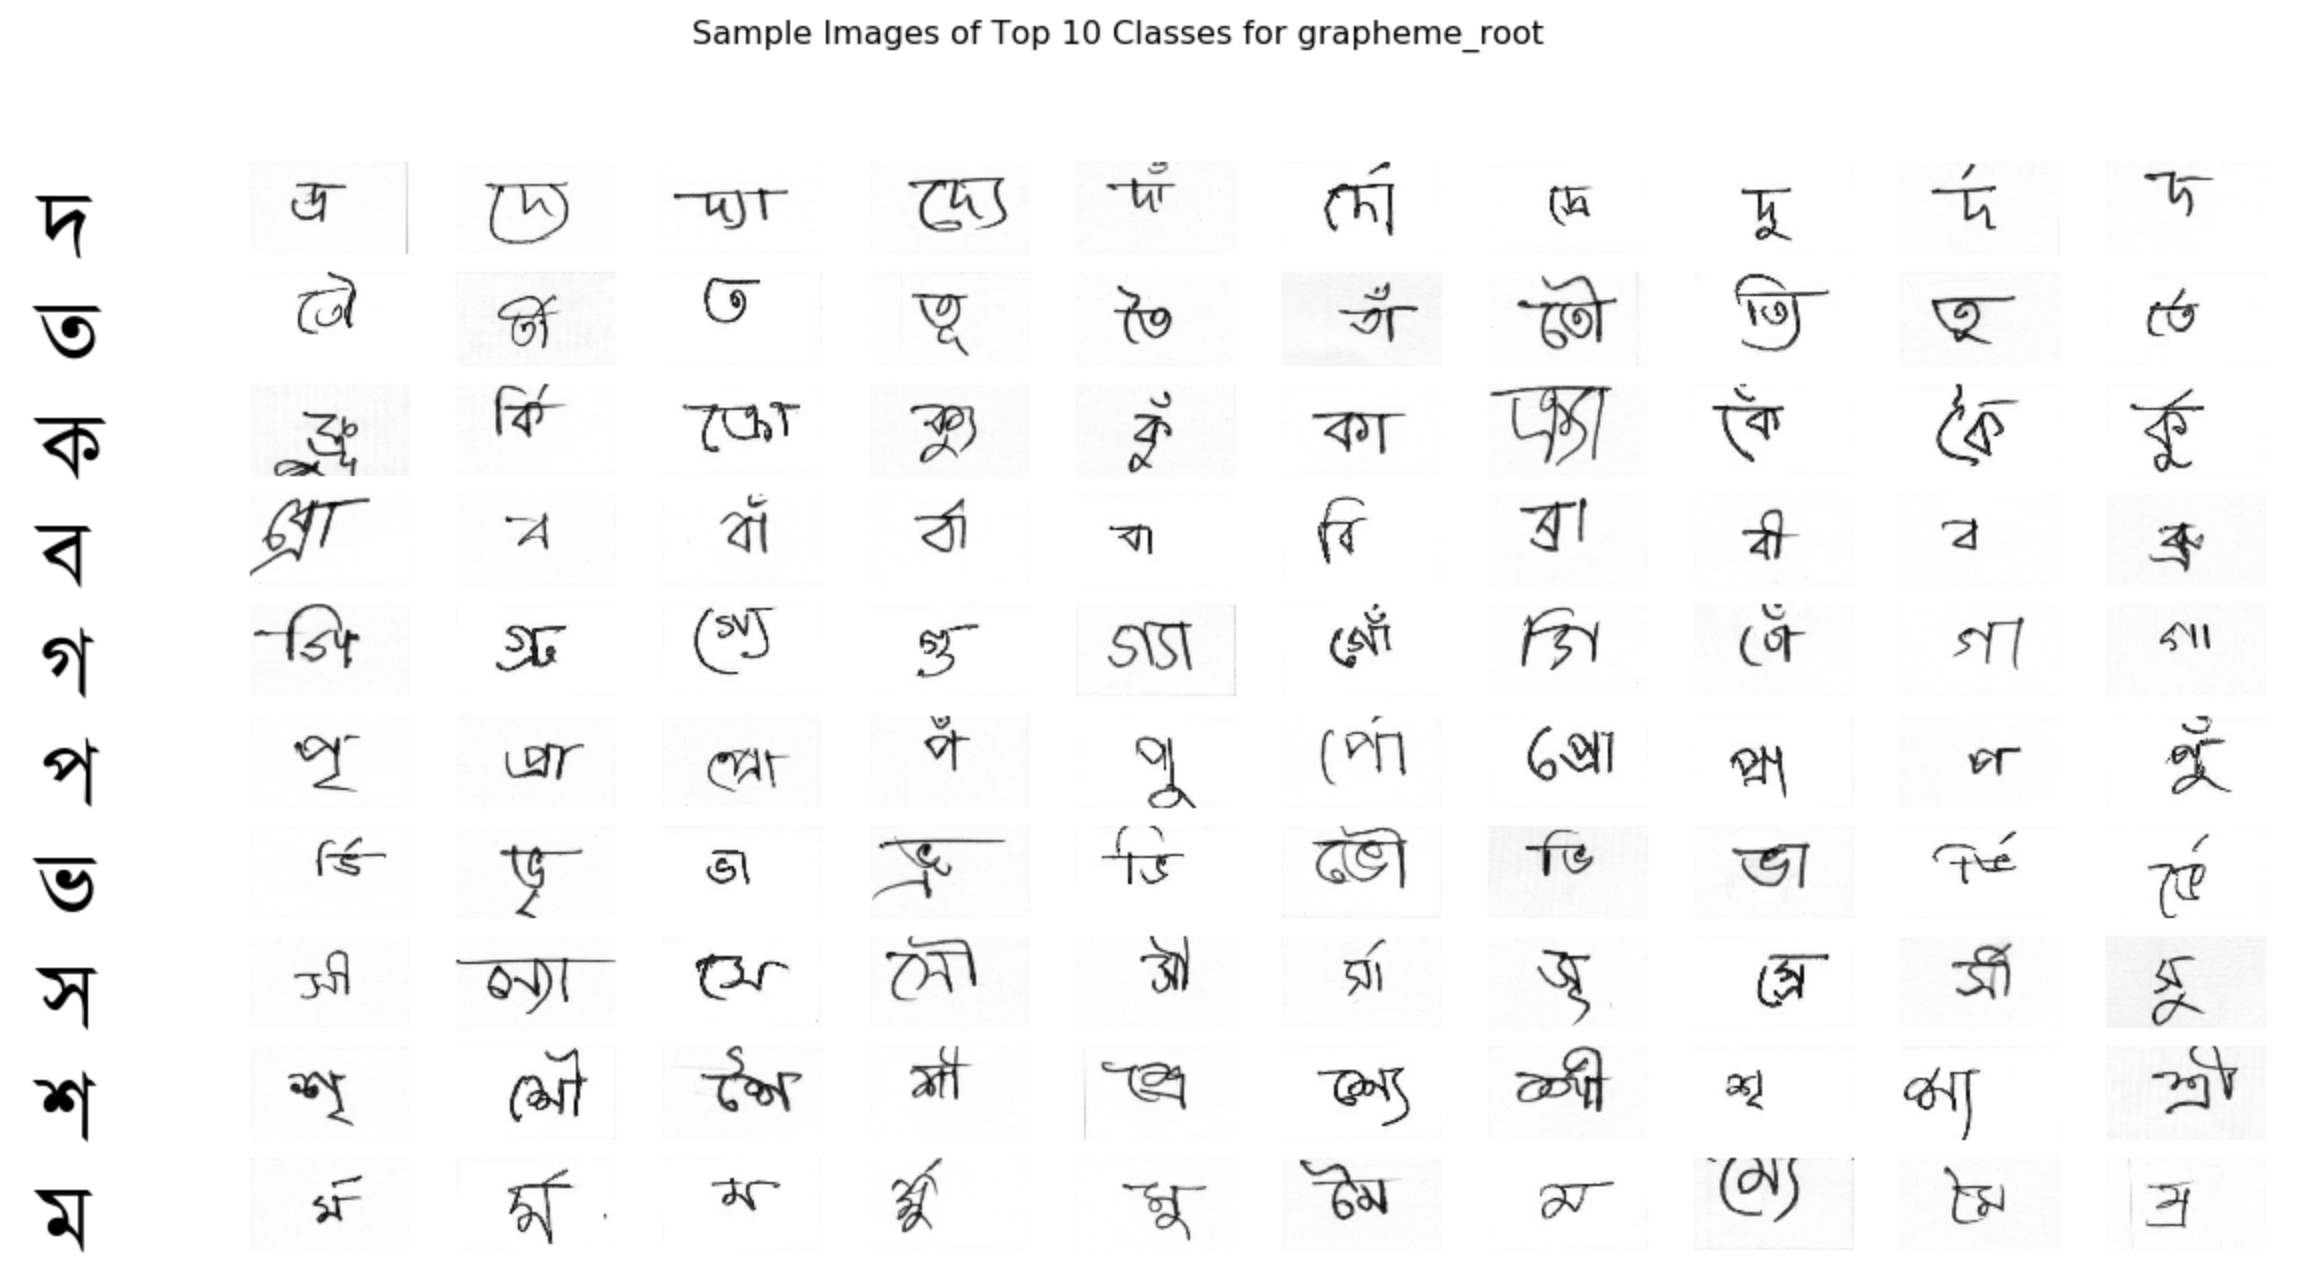 Sample Images of Top 10 Classes for grapheme_root
দ দ্র দ্যা দ্যে দাঁ র্দো দ্রে দু র্দ দ
ত তৌ র্তী ত তূ তৈ তাঁ তৌ তু র্তে
ক র্কি ক্রো ক্যু কুঁ কা ক্র্যা কেঁ কৈ র্কু
ব ব্রো ব বাঁ র্বা বা বি ব্রা বী ব ব্রু
গ গ্রু গ্যে গু গ্যা গোঁ গি গেঁ গা গা
প পৃ প্রা প্রো পঁ পু র্পো প্রো প্রা প পুঁ
ভ র্ভি ভৃ ভা ভ্রু ভি ভৌ ভি ভা র্ভে র্ভে
স সী স্যা সে সৌ র্সা সৃ স্রে র্সী সু
শ শৃ শৌ শৈ শী শ্রে শ্যে র্শী শৃ শ্য শ্রী
ম র্ম র্ম ম র্মু মু মৈ ম ম্যে মৈ ম্র